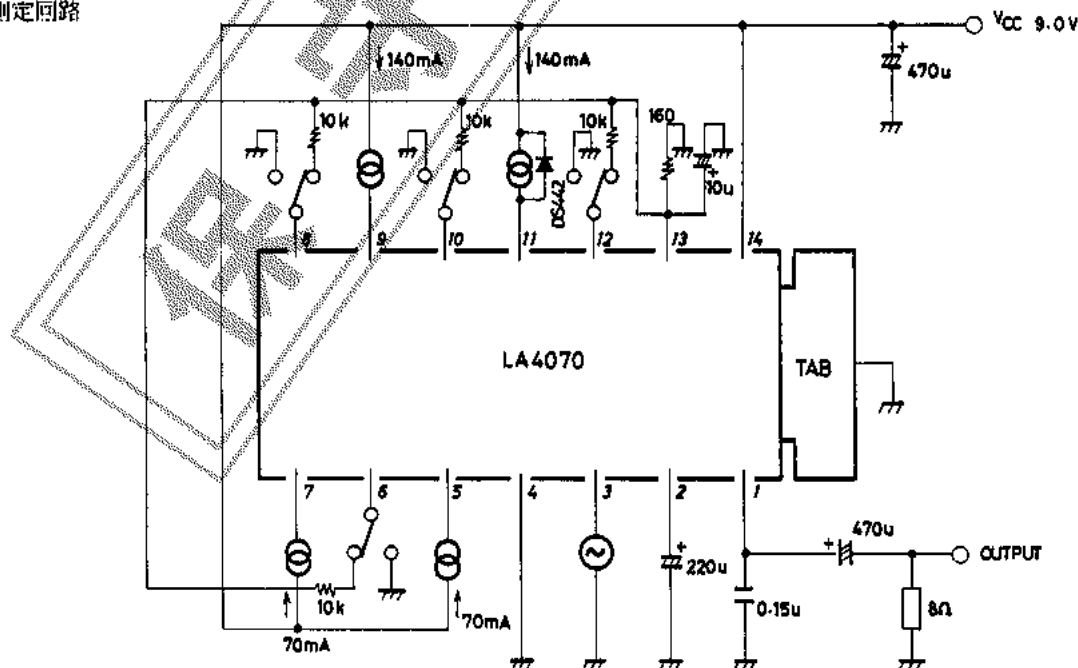 測定回路
VCC 9.0V
140mA
140mA
470u
10k
10k
10k
160
10u
DS442
8
9
10
11
12
13
14
LA4070
TAB
7
6
5
4
3
2
1
470u
OUTPUT
220u
10k
0.15u
8Ω
70mA
70mA